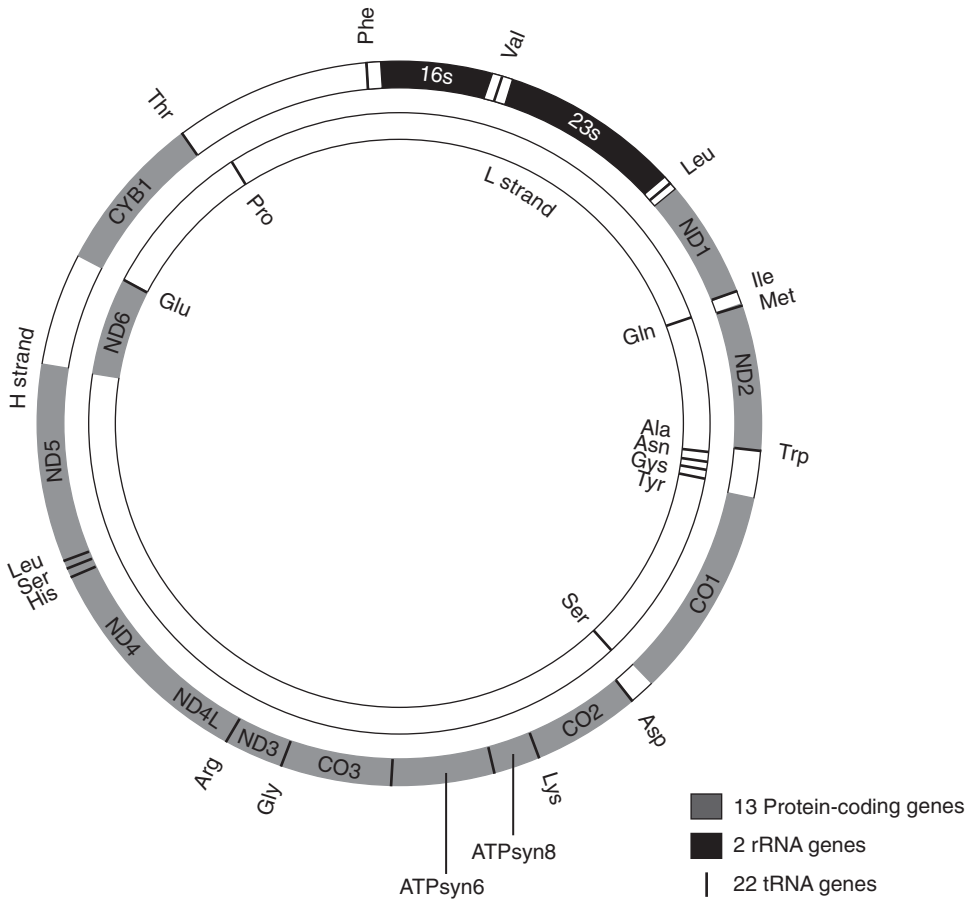 Phe
16s
Val
23s
Leu
ND1
Ile
Met
ND2
Trp
CO1
Asp
CO2
Lys
ATPsyn8
ATPsyn6
CO3
Gly
ND3
Arg
ND4L
ND4
His
Ser
Leu
ND5
H strand
CYB1
Thr
L strand
Pro
Glu
ND6
Gln
Ala
Asn
Gys
Tyr
Ser
13 Protein-coding genes
2 rRNA genes
22 tRNA genes